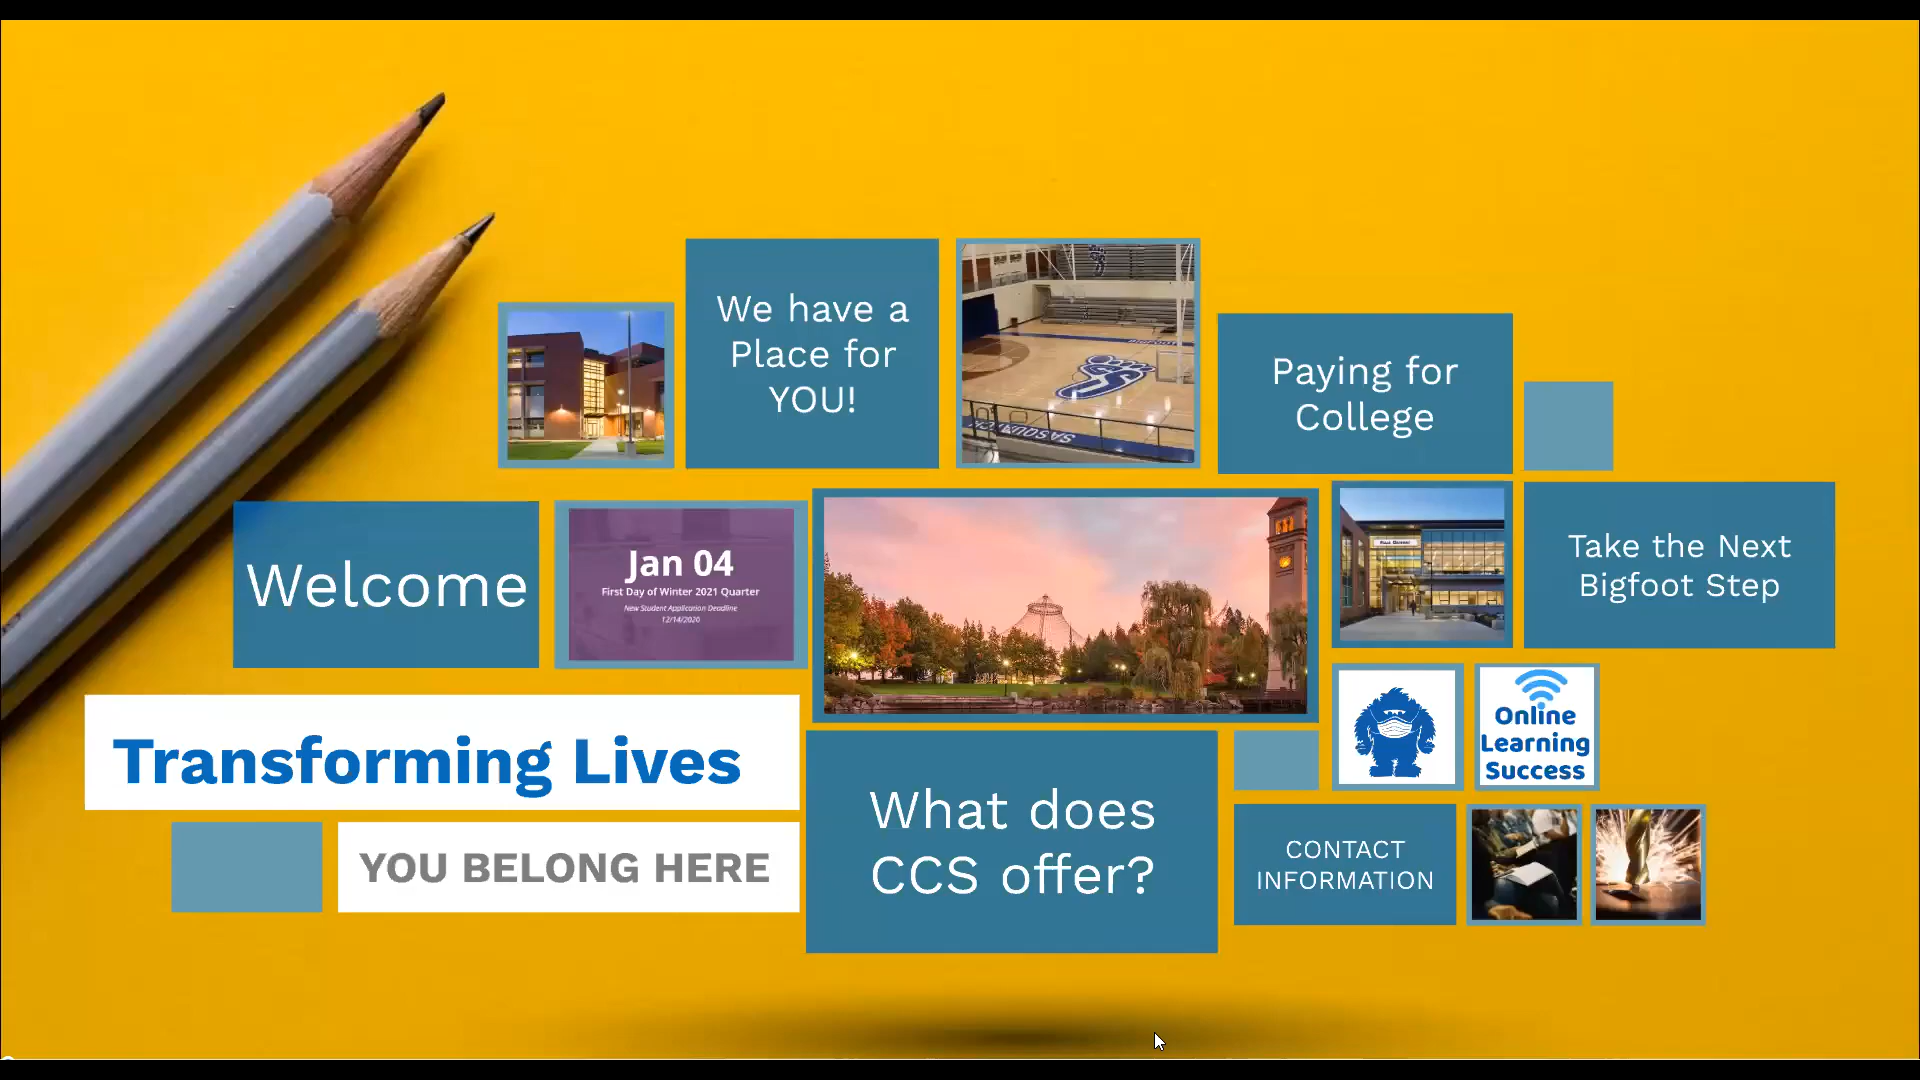 We have a
Place for
YOU!
SASQUATCH
Paying for
College
Welcome
Jan 04
First Day of Winter 2021 Quarter
New Student Application Deadline
12/14/2020
Take the Next
Bigfoot Step
Transforming Lives
YOU BELONG HERE
What does
CCS offer?
Online
Learning
Success
CONTACT
INFORMATION